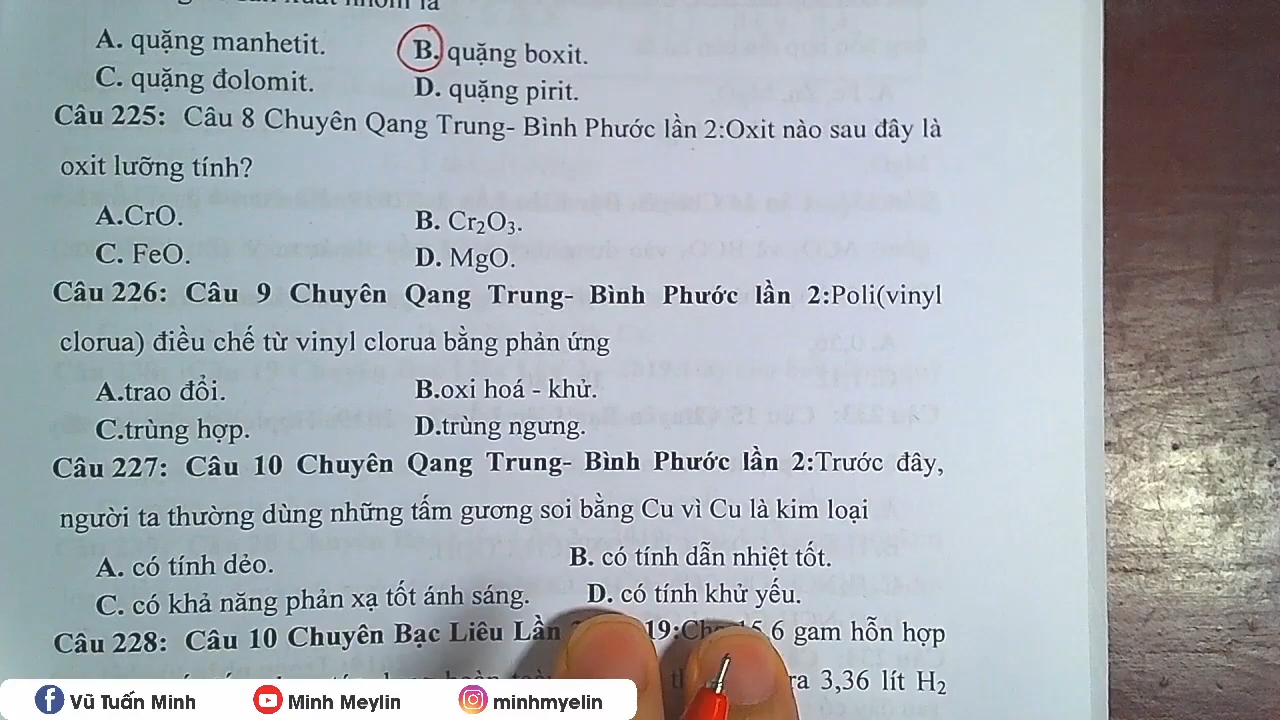 là
A. quặng manhetit. B. quặng boxit.
C. quặng đolomit. D. quặng pirit.
Câu 225: Câu 8 Chuyên Qang Trung- Bình Phước lần 2:Oxit nào sau đây là
oxit lưỡng tính?
A.CrO. B. Cr₂O₃.
C. FeO. D. MgO.
Câu 226: Câu 9 Chuyên Qang Trung- Bình Phước lần 2:Poli(vinyl
clorua) điều chế từ vinyl clorua bằng phản ứng
A.trao đổi. B.oxi hoá - khử.
C.trùng hợp. D.trùng ngưng.
Câu 227: Câu 10 Chuyên Qang Trung- Bình Phước lần 2:Trước đây,
người ta thường dùng những tấm gương soi bằng Cu vì Cu là kim loại
A. có tính dẻo. B. có tính dẫn nhiệt tốt.
C. có khả năng phản xạ tốt ánh sáng. D. có tính khử yếu.
Câu 228: Câu 10 Chuyên Bạc Liêu Lần 19:Cho 15,6 gam hỗn hợp
ra 3,36 lít H₂
Vũ Tuấn Minh Minh Meylin minhmyelin